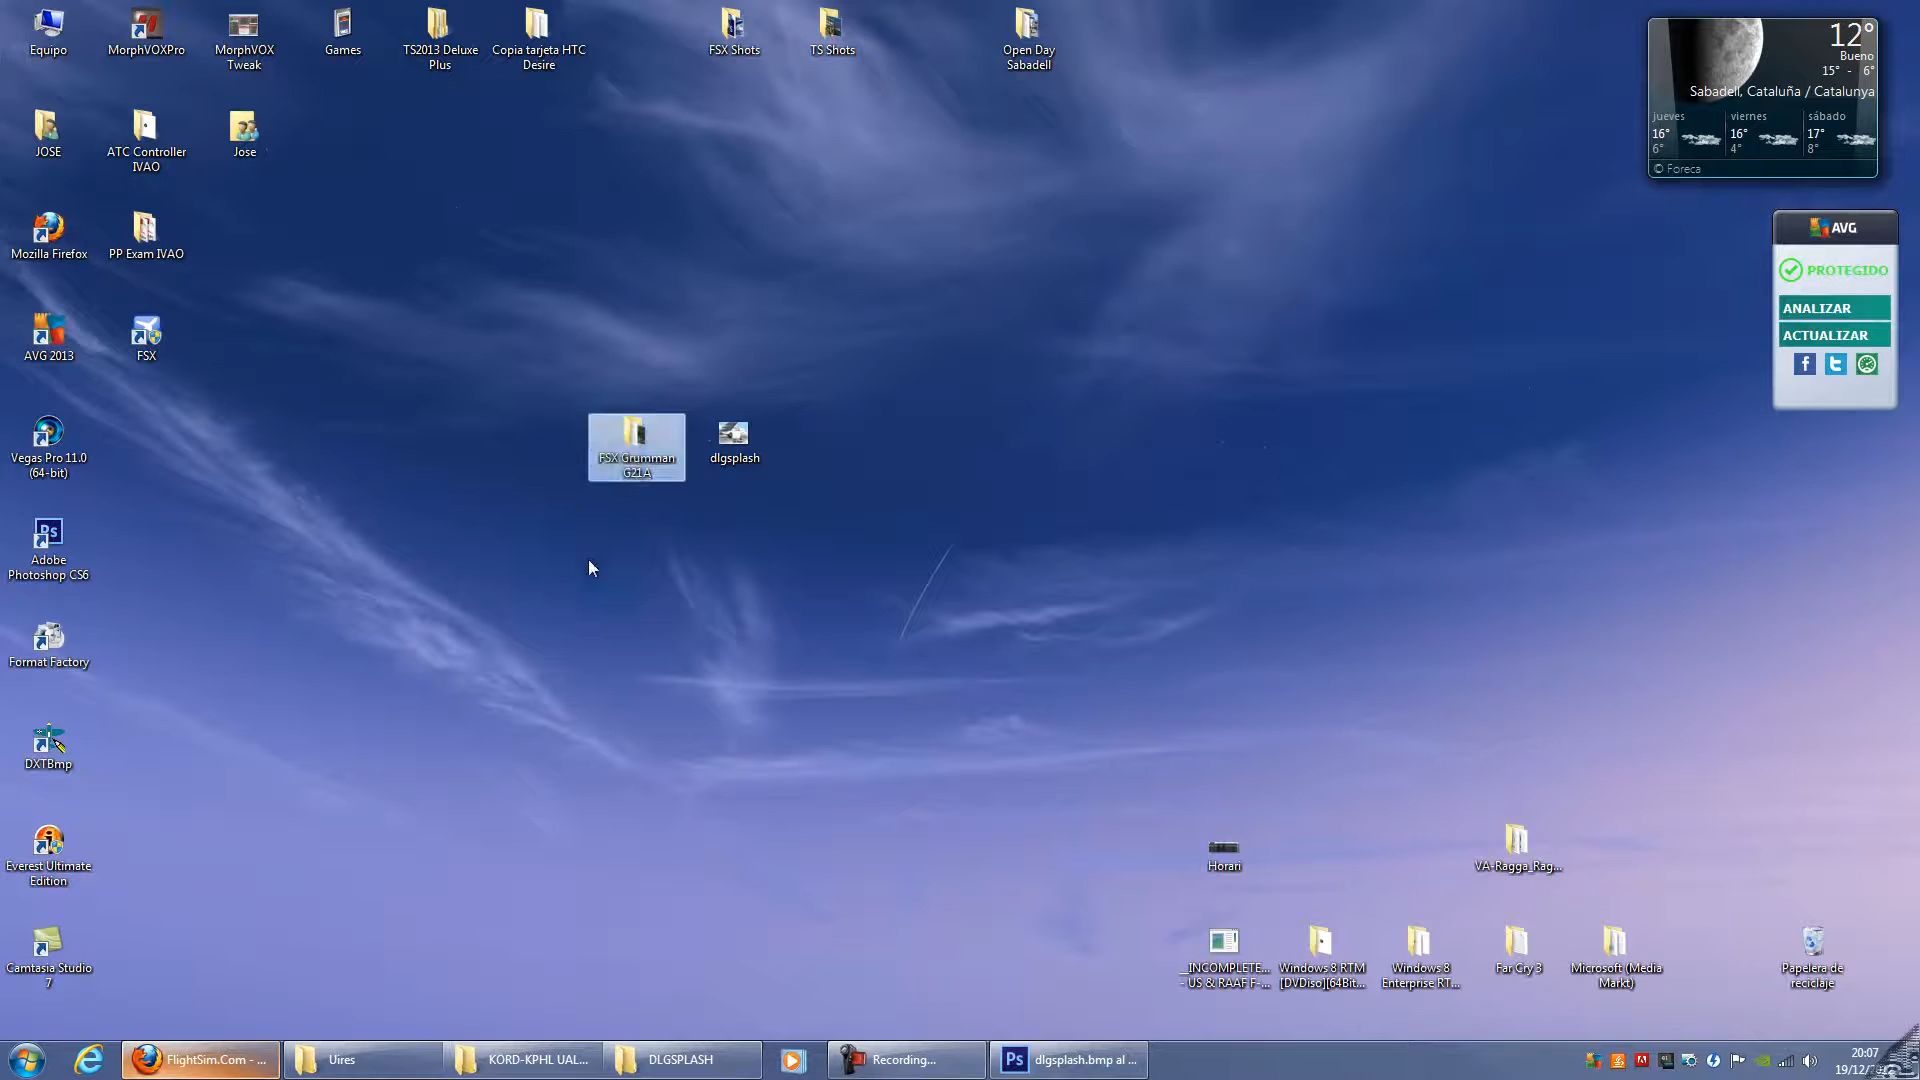 Equipo
MorphVOXPro
MorphVOX
Tweak
Games
TS2013 Deluxe
Plus
Copia tarjeta HTC
Desire
FSX Shots
TS Shots
Open Day
Sabadell
12°
Bueno
15° - 6°
Sabadell, Cataluña / Catalunya
jueves
viernes
sábado
16°
16°
17°
6°
4°
8°
© Foreca
JOSE
ATC Controller
IVAO
Jose
AVG
PROTEGIDO
ANALIZAR
ACTUALIZAR
Mozilla Firefox
PP Exam IVAO
AVG 2013
FSX
Vegas Pro 11.0
(64-bit)
FSX Grumman
G21A
dlgsplash
Ps
Adobe
Photoshop CS6
Format Factory
DXTBmp
Everest Ultimate
Edition
Horari
VA-Ragga_Rag...
Camtasia Studio
7
__INCOMPLETE...
- US & RAAF F-...
Windows 8 RTM
[DVDiso][64Bit...
Windows 8
Enterprise RT...
Far Cry 3
Microsoft (Media
Markt)
Papelera de
reciclaje
FlightSim.Com - ...
Uires
KORD-KPHL UAL...
DLGSPLASH
Recording...
Ps
dlgsplash.bmp al ...
20:07